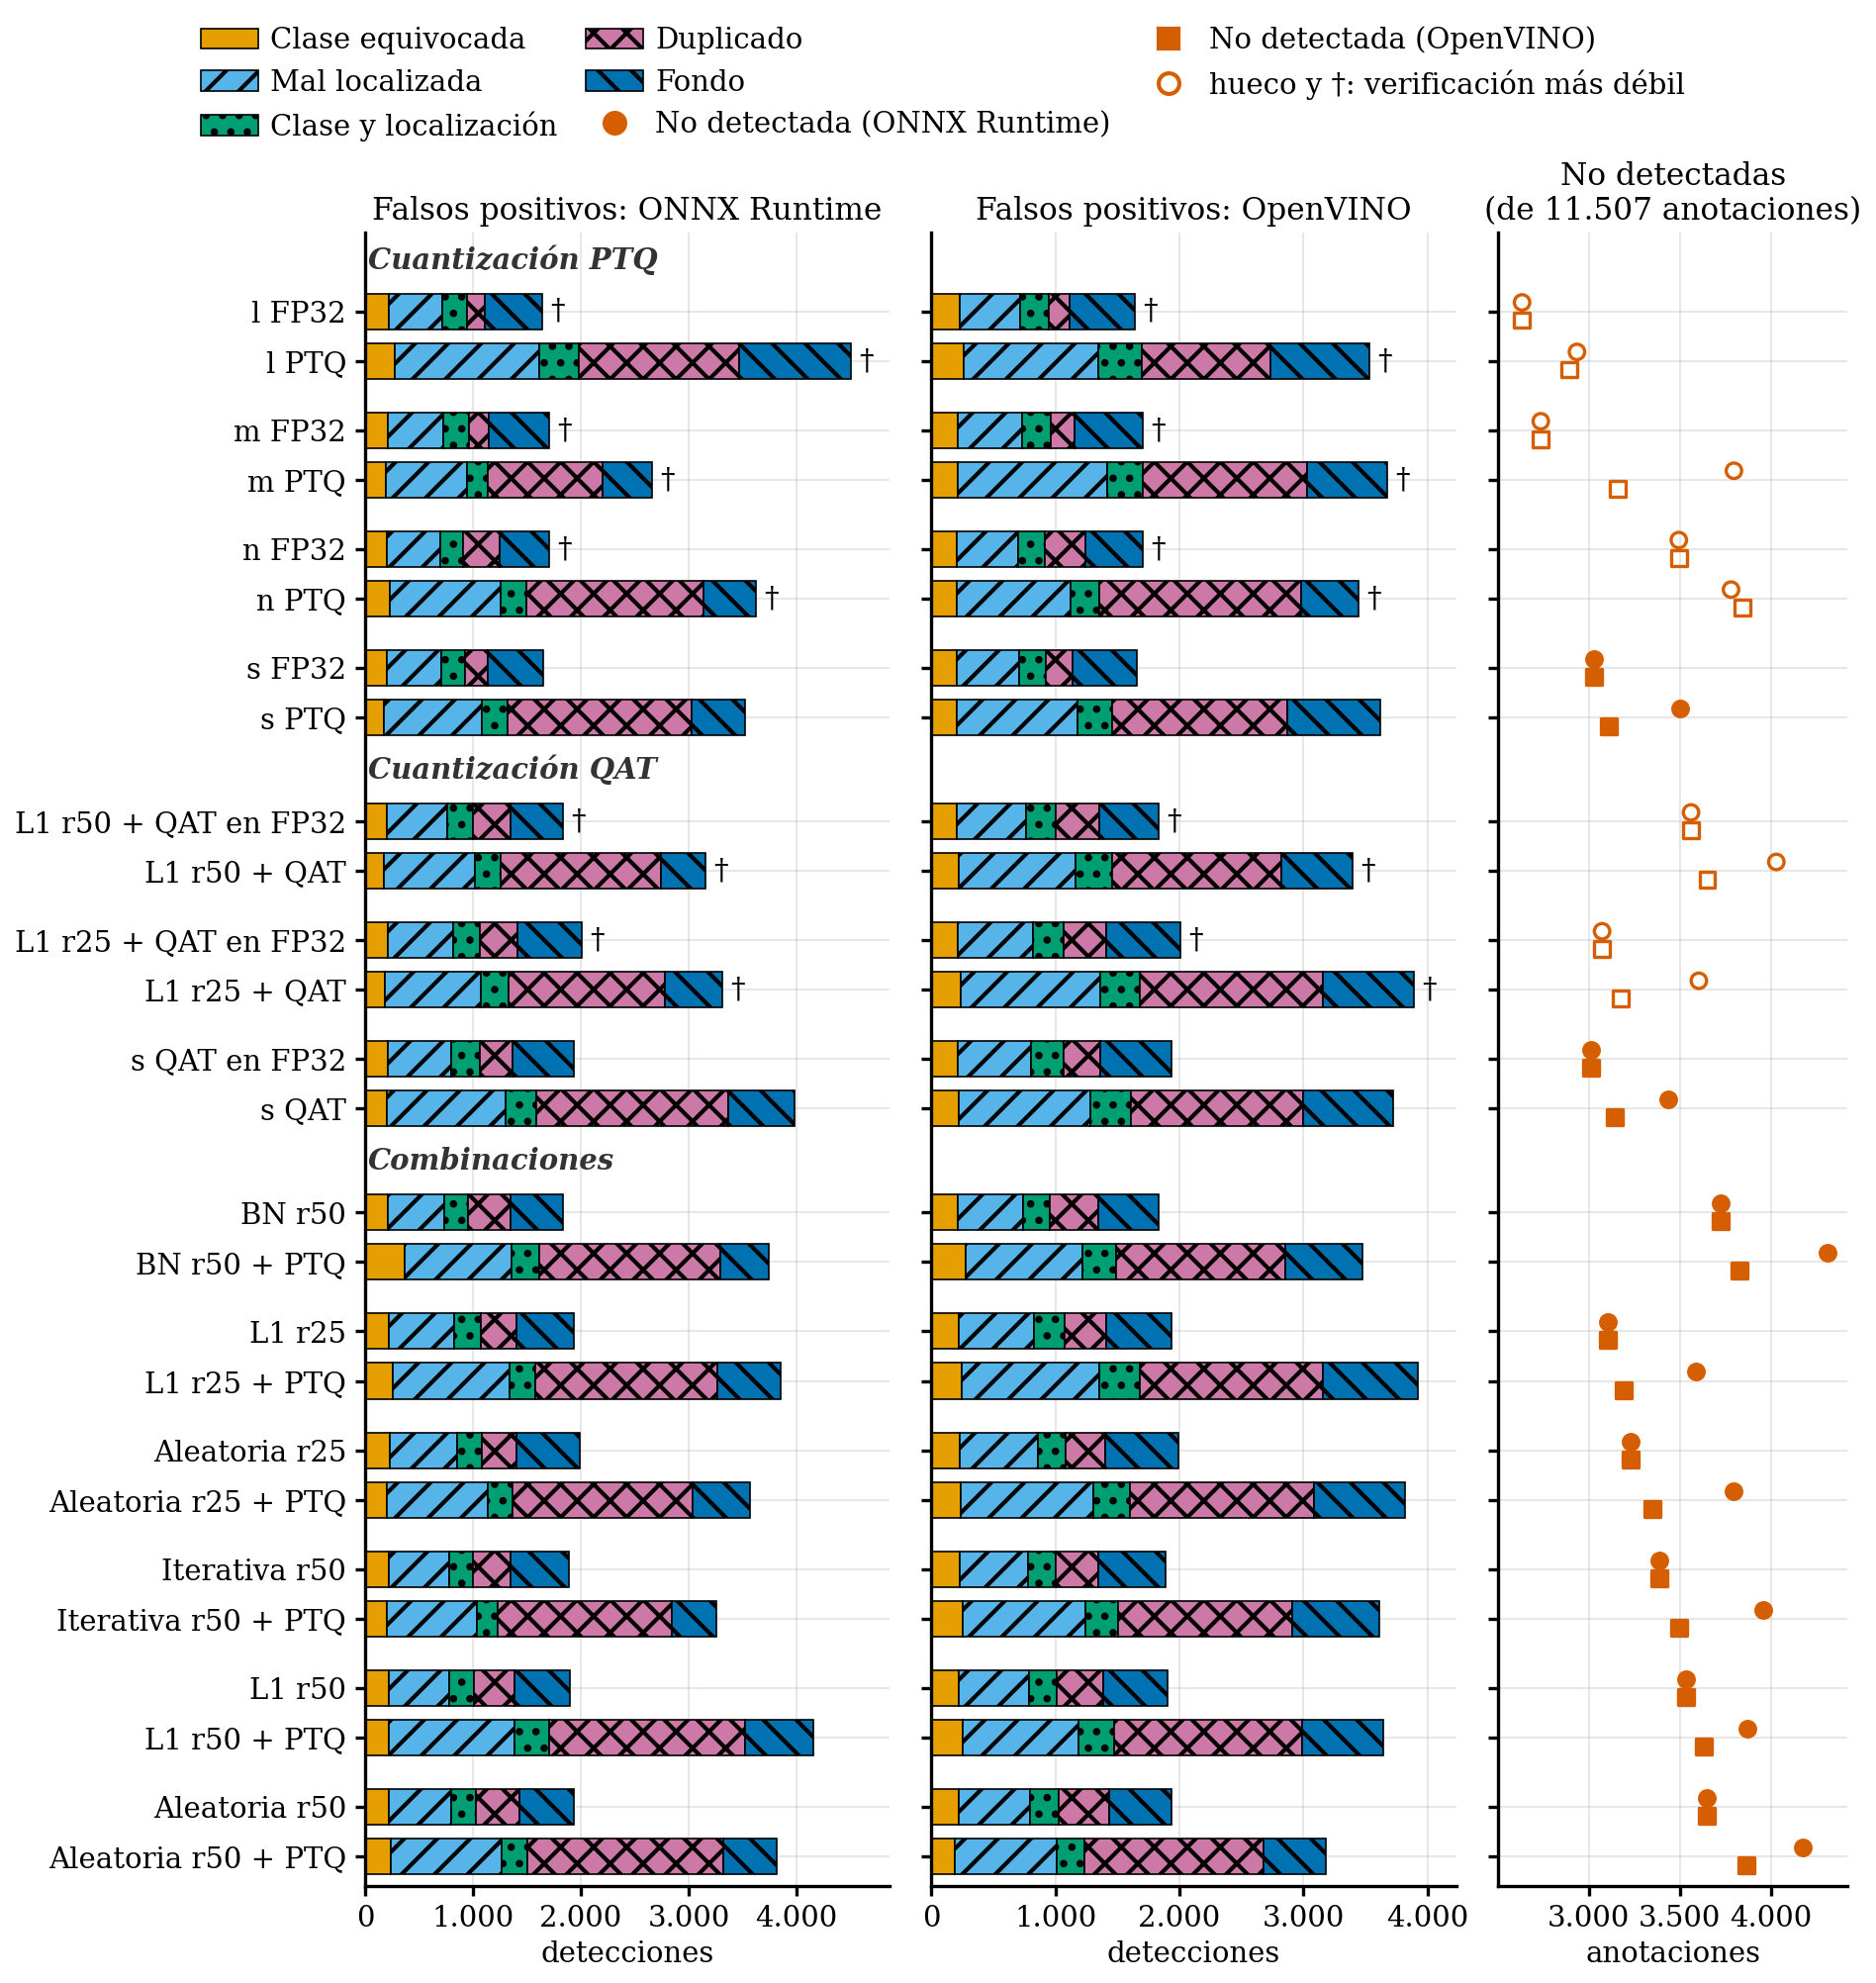 Clase equivocada
Mal localizada
Clase y localización
Duplicado
Fondo
No detectada (ONNX Runtime)
No detectada (OpenVINO)
hueco y †: verificación más débil
Falsos positivos: ONNX Runtime
Falsos positivos: OpenVINO
No detectadas
(de 11.507 anotaciones)
Cuantización PTQ
l FP32 † †
l PTQ † †
m FP32 † †
m PTQ † †
n FP32 † †
n PTQ † †
s FP32
s PTQ
Cuantización QAT
L1 r50 + QAT en FP32 † †
L1 r50 + QAT † †
L1 r25 + QAT en FP32 † †
L1 r25 + QAT † †
s QAT en FP32
s QAT
Combinaciones
BN r50
BN r50 + PTQ
L1 r25
L1 r25 + PTQ
Aleatoria r25
Aleatoria r25 + PTQ
Iterativa r50
Iterativa r50 + PTQ
L1 r50
L1 r50 + PTQ
Aleatoria r50
Aleatoria r50 + PTQ
0 1.000 2.000 3.000 4.000
detecciones
0 1.000 2.000 3.000 4.000
detecciones
3.000 3.500 4.000
anotaciones